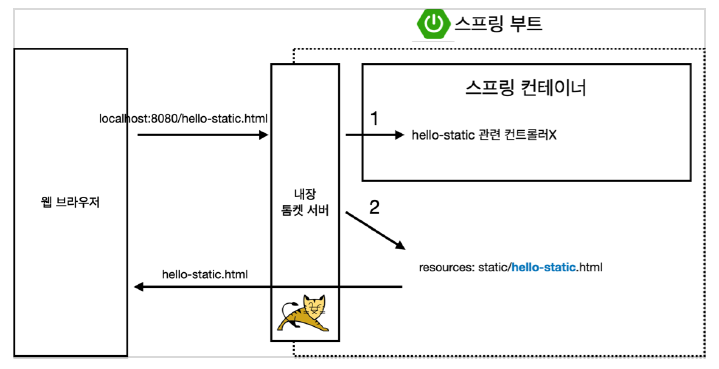 스프링 부트
스프링 컨테이너
localhost:8080/hello-static.html
1
hello-static 관련 컨트롤러X
웹 브라우저
내장
톰켓 서버
2
resources: static/hello-static.html
hello-static.html